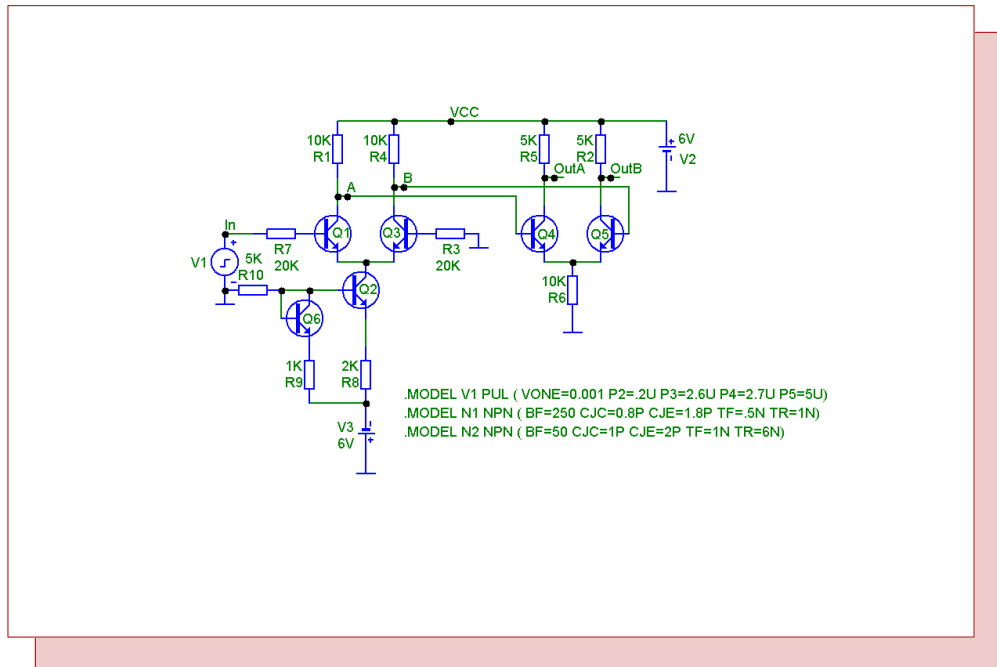 VCC
10K
R1
10K
R4
5K
R5
5K
R2
6V
V2
OutA
OutB
A
B
In
Q1
Q3
Q4
Q5
V1
R7
20K
R3
20K
5K
R10
Q2
Q6
10K
R6
1K
R9
2K
R8
V3
6V
.MODEL V1 PUL ( VONE=0.001 P2=.2U P3=2.6U P4=2.7U P5=5U)
.MODEL N1 NPN ( BF=250 CJC=0.8P CJE=1.8P TF=.5N TR=1N)
.MODEL N2 NPN ( BF=50 CJC=1P CJE=2P TF=1N TR=6N)